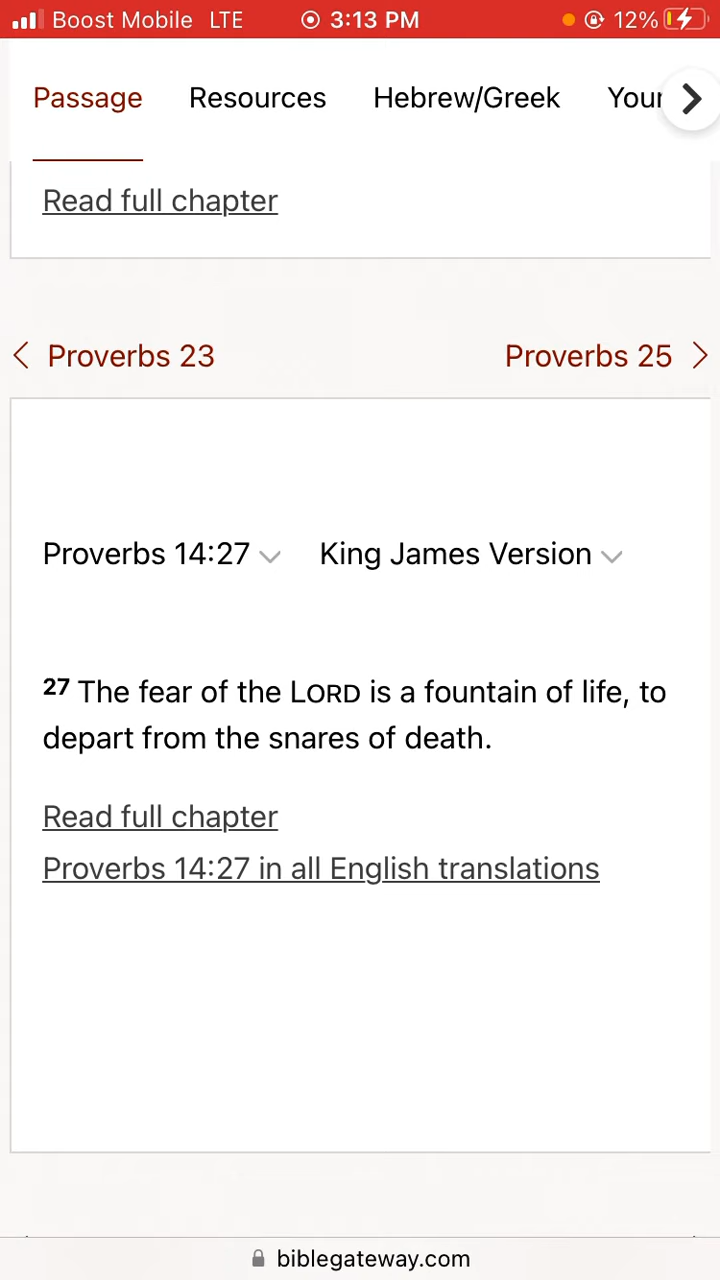 Boost Mobile LTE 3:13 PM 12%
Passage Resources Hebrew/Greek
Read full chapter
Proverbs 23 Proverbs 25
Proverbs 14:27 King James Version
27 The fear of the LORD is a fountain of life, to
depart from the snares of death.
Read full chapter
Proverbs 14:27 in all English translations
biblegateway.com